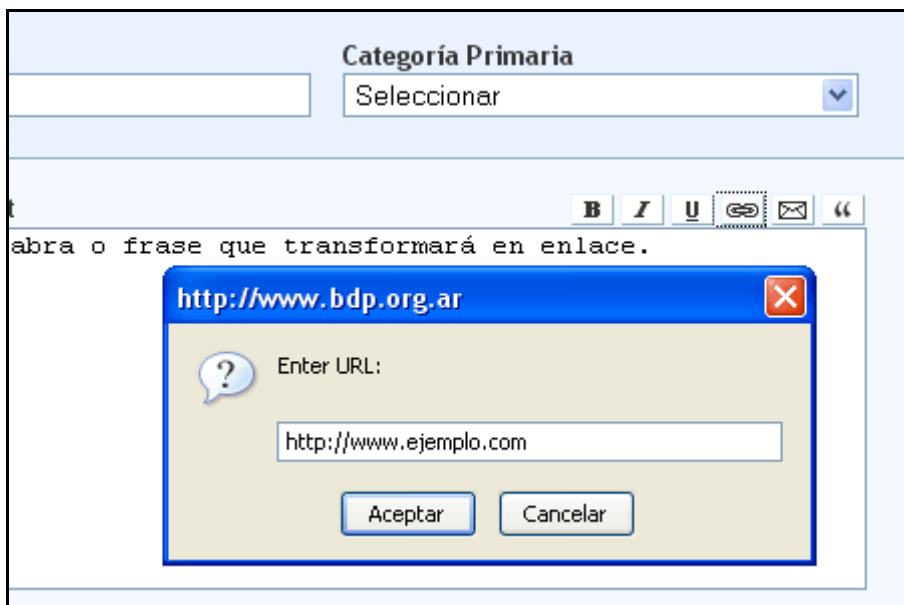 Categoría Primaria
Seleccionar
t
B I U “
abra o frase que transformará en enlace.
http://www.bdp.org.ar
Enter URL:
http://www.ejemplo.com
Aceptar Cancelar